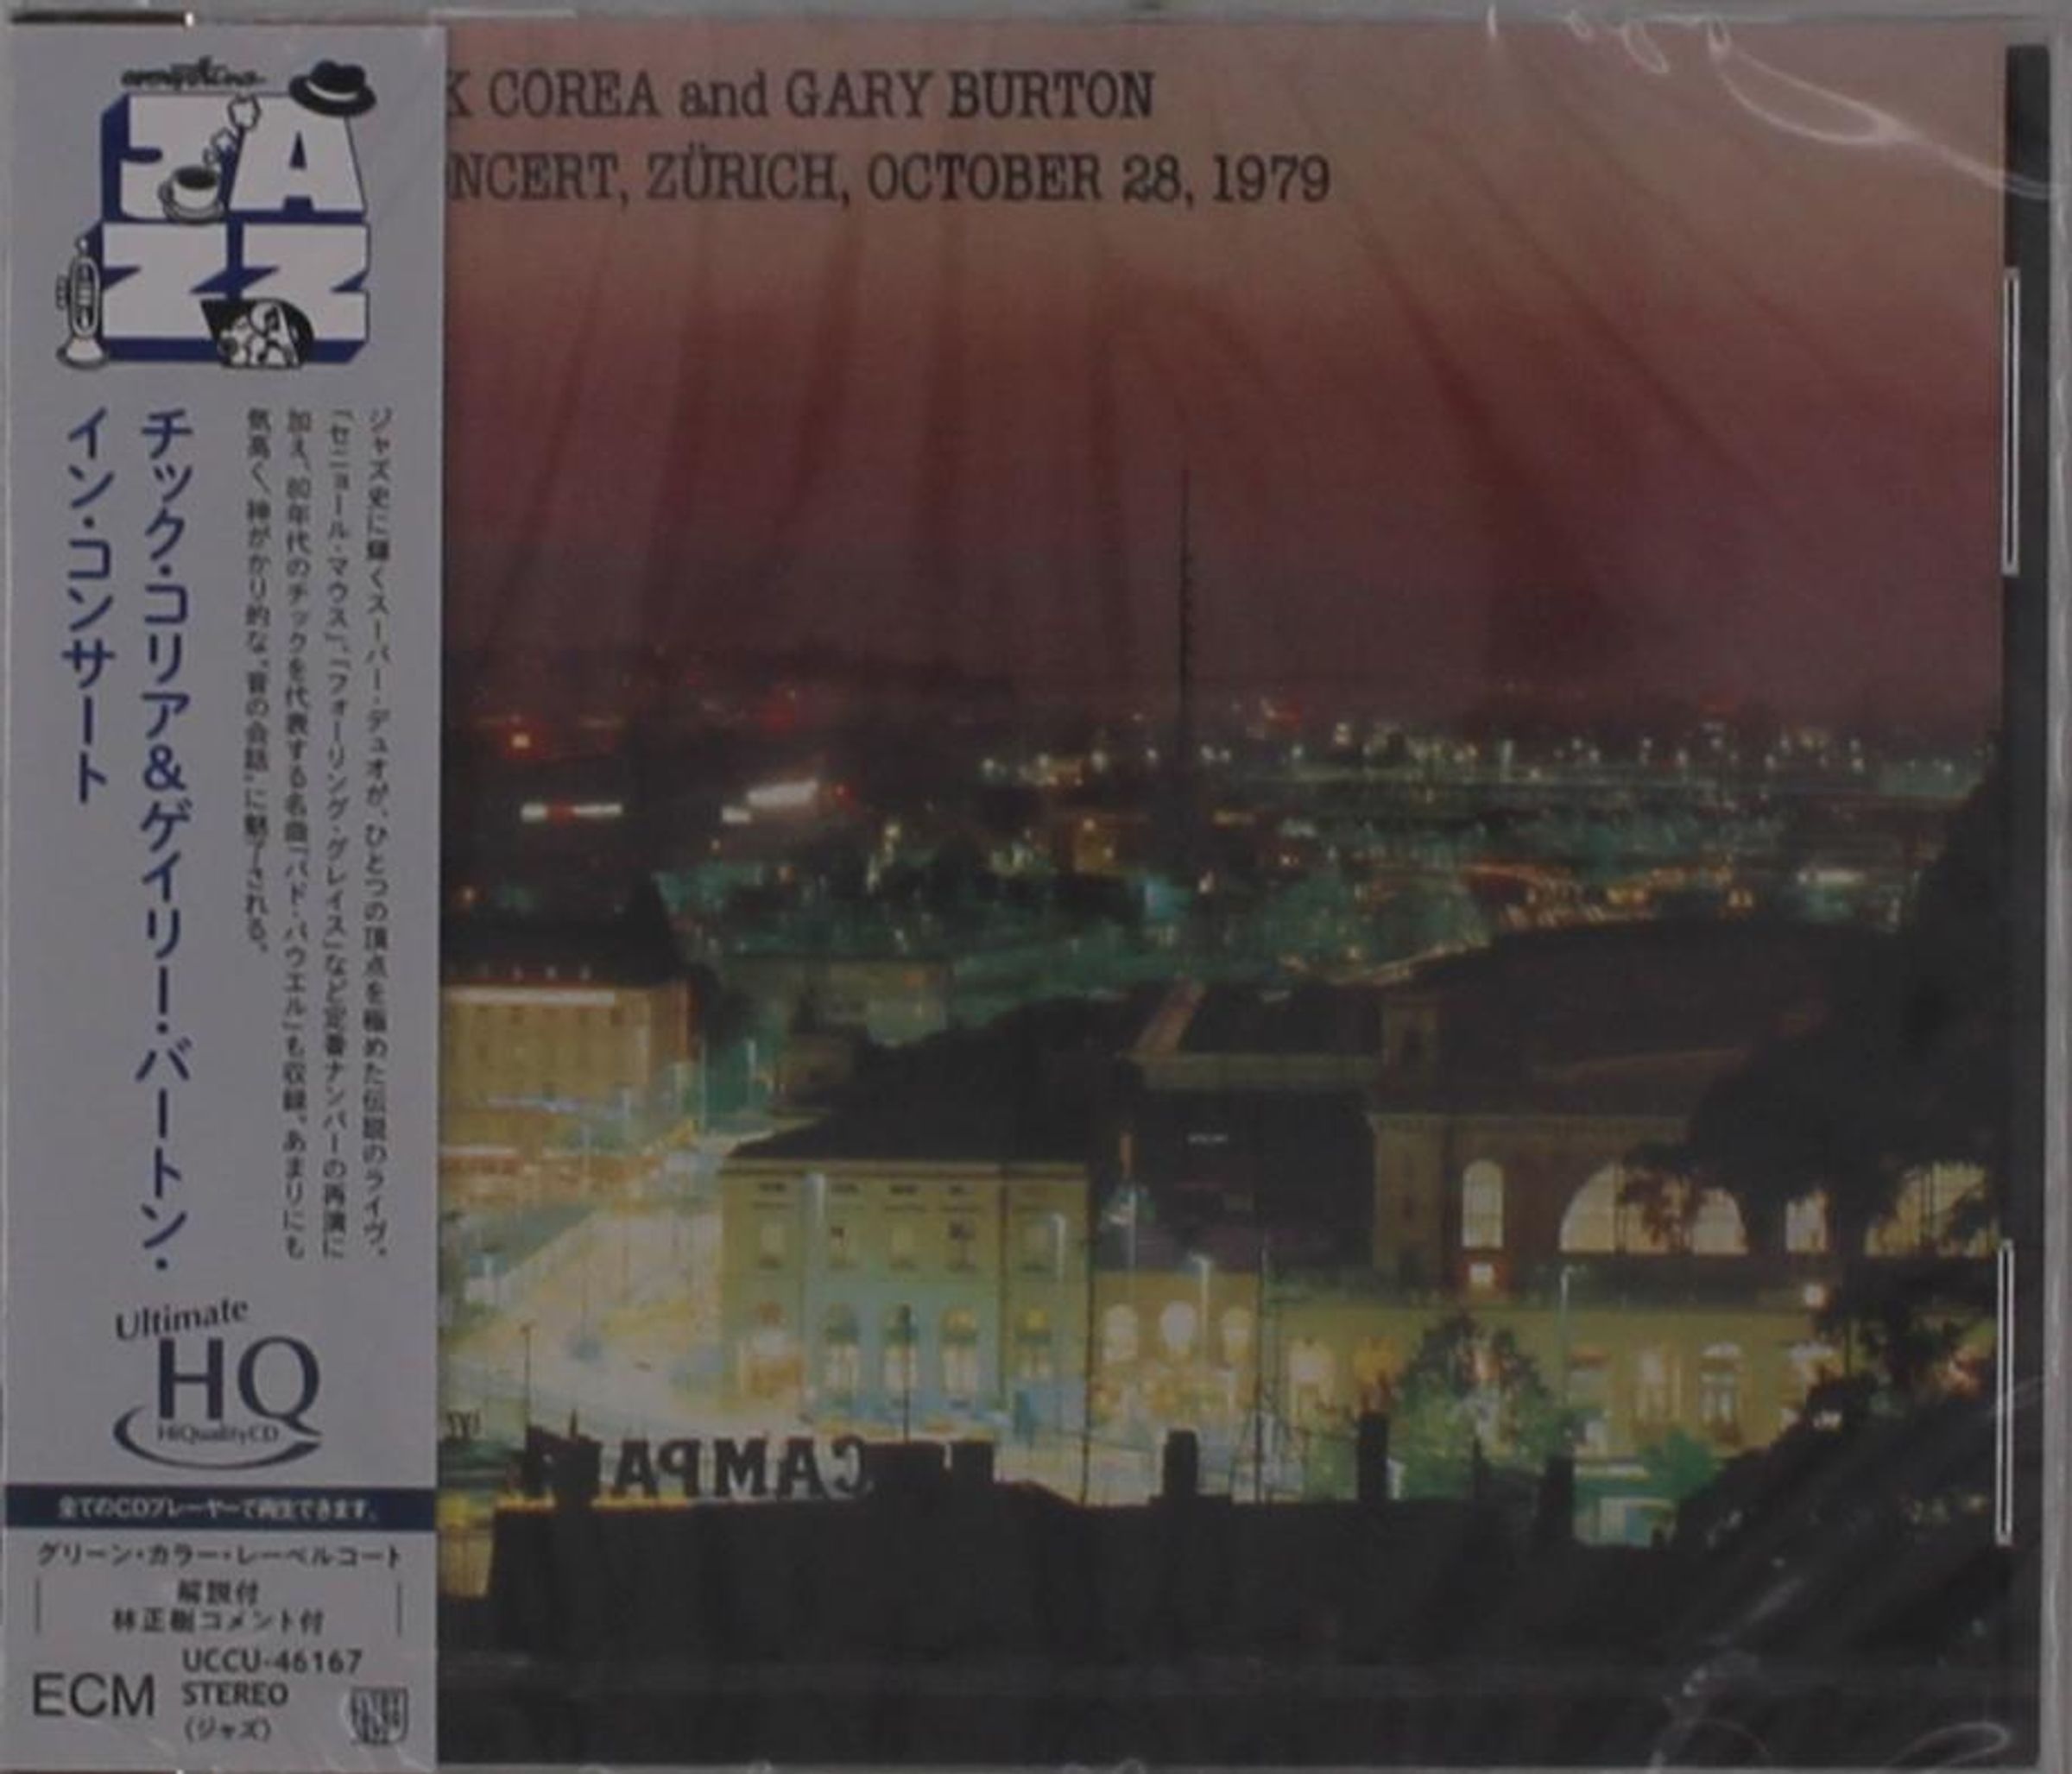 JAZZ
K COREA and GARY BURTON
NCERT, ZÜRICH, OCTOBER 28, 1979
ジャズ史に輝くスーパー・デュオが、ひとつの頂点を極めた伝説のライヴ。
「セニョール・マウス」、「フォーリング・グレイス」など定番ナンバーの再演に
加え、80年代のチックを代表する名曲「バド・パウエル」も収録。あまりにも
気高く、神がかり的な“音の会話”に魅了される。
チック・コリア&ゲイリー・バートン・
イン・コンサート
Ultimate
HQ
HiQualityCD
CAMPA
全てのCDプレーヤーで再生できます。
グリーン・カラー・レーベルコート
解説付
林正樹コメント付
UCCU-46167
ECM
STEREO
(ジャズ)